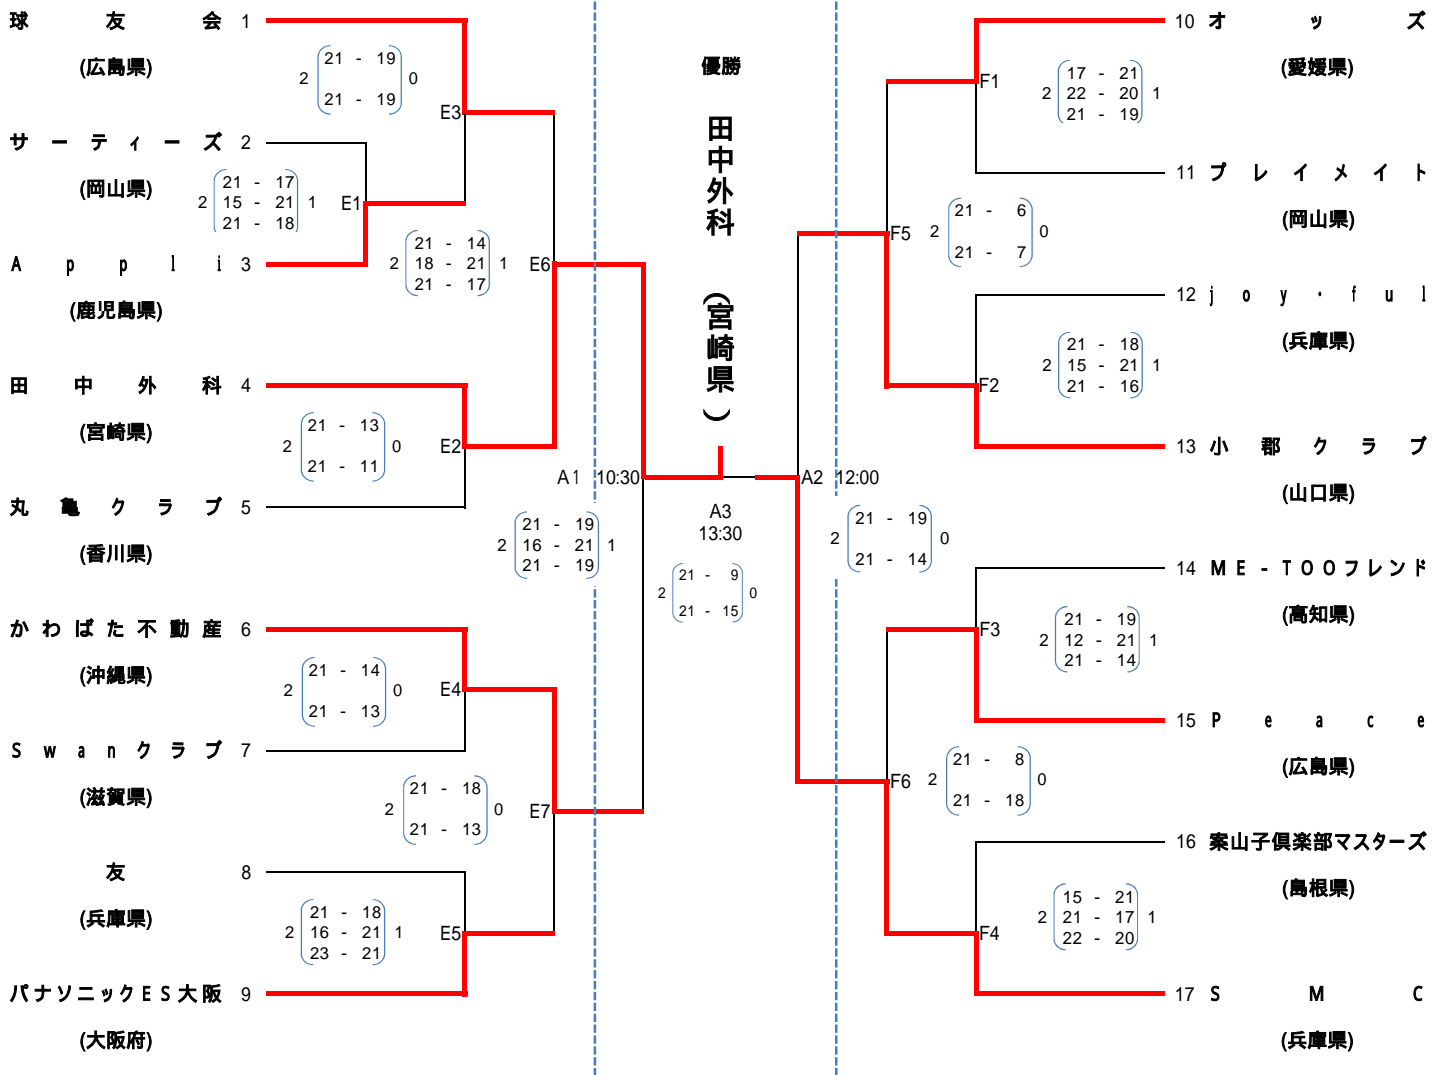 球友会 1
(広島県)
サーティーズ 2
(岡山県)
Appli 3
(鹿児島県)
田中外科 4
(宮崎県)
丸亀クラブ 5
(香川県)
かわばた不動産 6
(沖縄県)
Swanクラブ 7
(滋賀県)
友 8
(兵庫県)
パナソニックES大阪 9
(大阪府)
2
21 - 19
21 - 19
0
E3
2
21 - 17
15 - 21
21 - 18
1
E1
2
21 - 14
18 - 21
21 - 17
1
E6
2
21 - 13
21 - 11
0
E2
2
21 - 14
21 - 13
0
E4
2
21 - 18
21 - 13
0
E7
2
21 - 18
16 - 21
23 - 21
1
E5
A1 10:30
2
21 - 19
16 - 21
21 - 19
1
優勝
田中外科 (宮崎県)
A3
13:30
2
21 - 9
21 - 15
0
A2 12:00
2
21 - 19
21 - 14
0
F1
2
17 - 21
22 - 20
21 - 19
1
F5
2
21 - 6
21 - 7
0
F2
2
21 - 18
15 - 21
21 - 16
1
F3
2
21 - 19
12 - 21
21 - 14
1
F6
2
21 - 8
21 - 18
0
F4
2
15 - 21
21 - 17
22 - 20
1
10 オッズ
(愛媛県)
11 プレイメイト
(岡山県)
12 joy・ful
(兵庫県)
13 小郡クラブ
(山口県)
14 ME-TOOフレンド
(高知県)
15 Peace
(広島県)
16 案山子倶楽部マスターズ
(島根県)
17 SMC
(兵庫県)